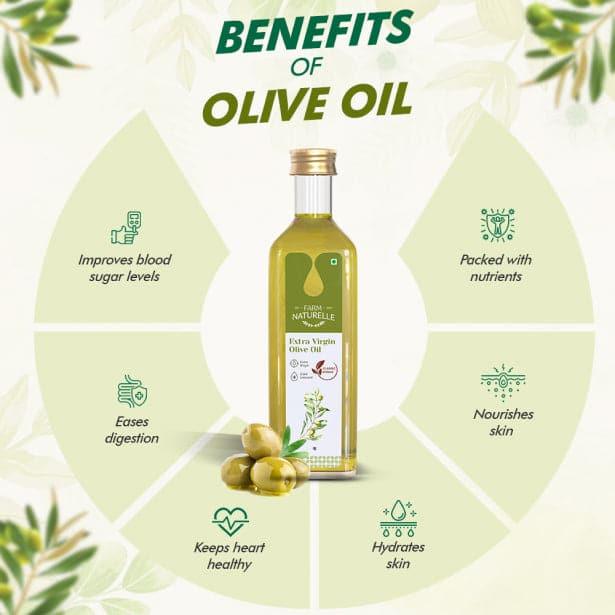 BENEFITS
OF
OLIVE OIL
Improves blood
sugar levels
Packed with
nutrients
FARM
NATURELLE
Extra Virgin
Olive Oil
Eases
digestion
Nourishes
skin
Keeps heart
healthy
Hydrates
skin